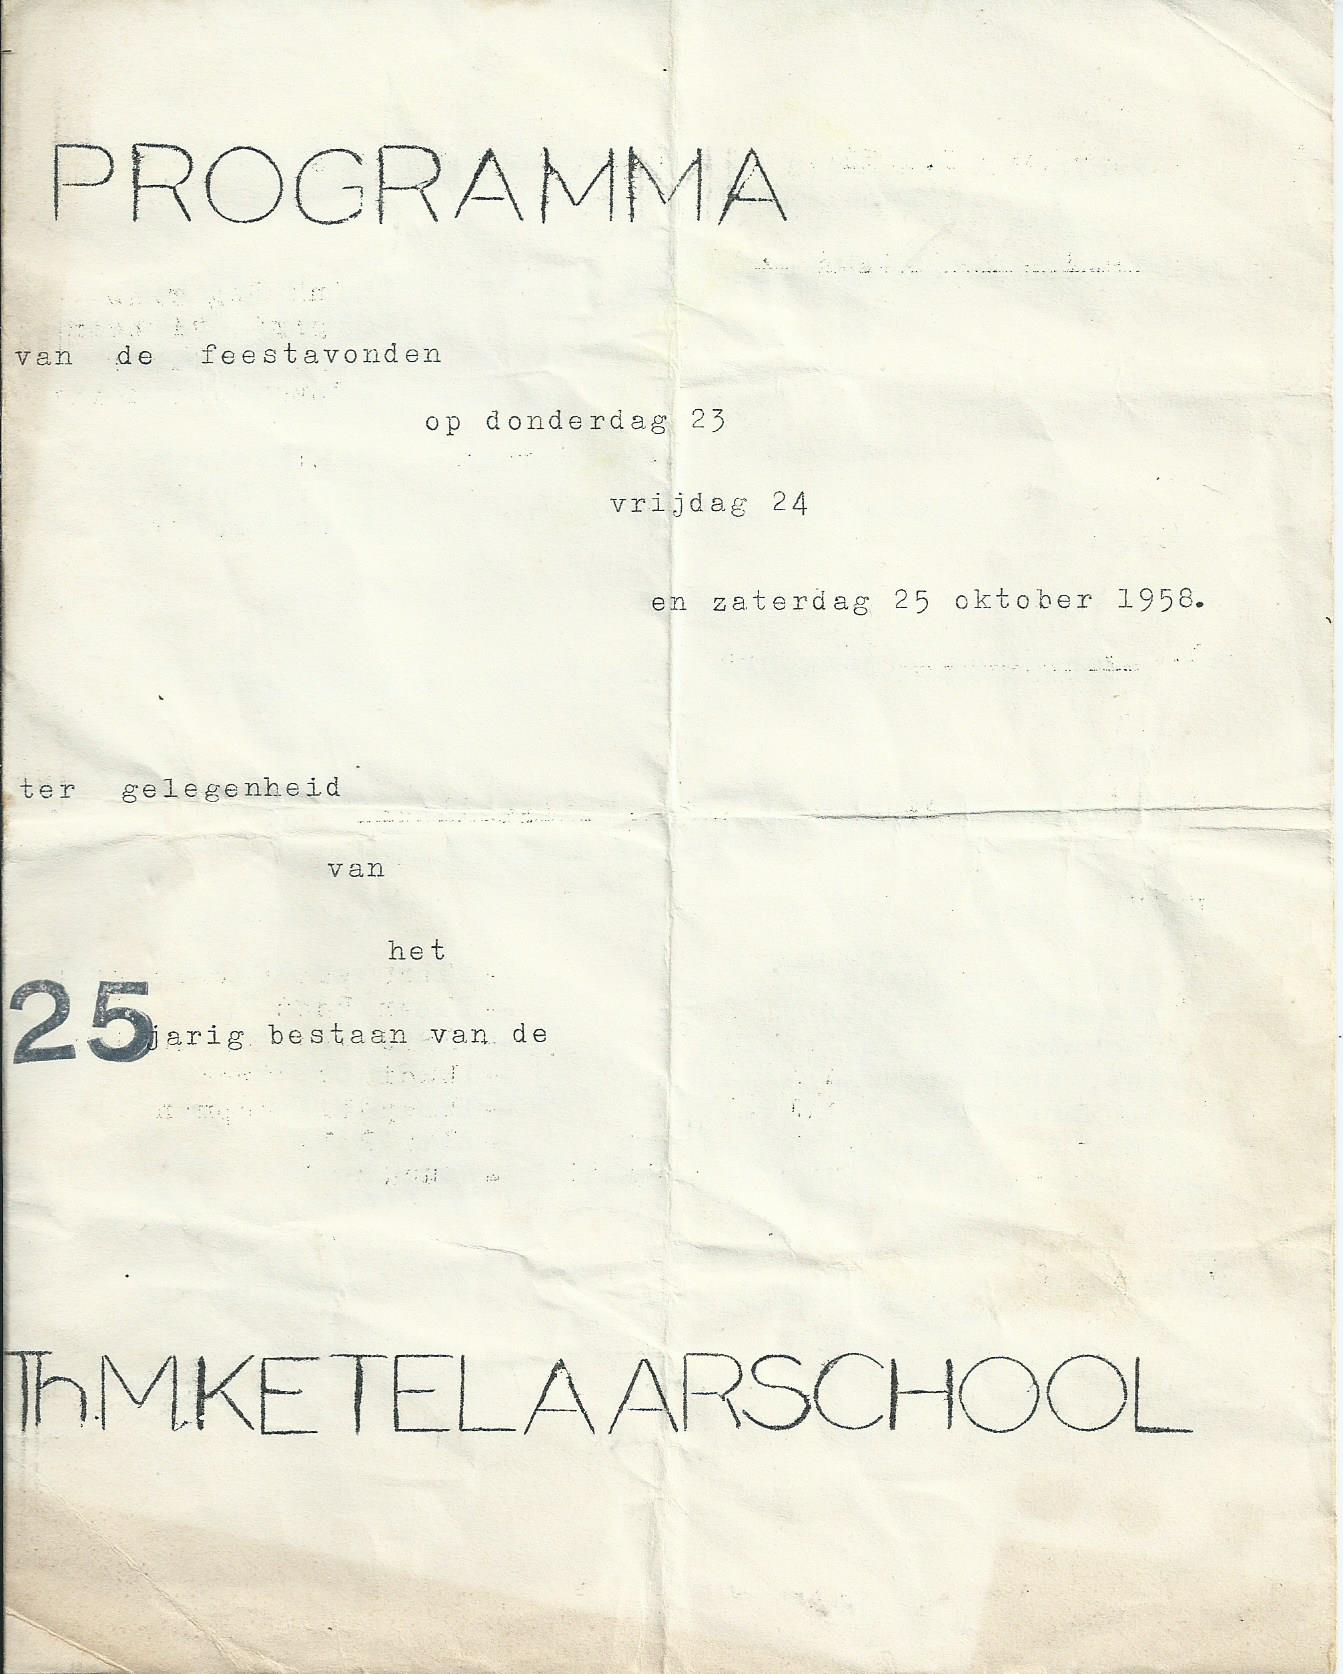 PROGRAMMA
van de feestavonden
op donderdag 23
vrijdag 24
en zaterdag 25 oktober 1958.
ter gelegenheid
van
het
25 jarig bestaan van de
Th.M.KETELAARSCHOOL